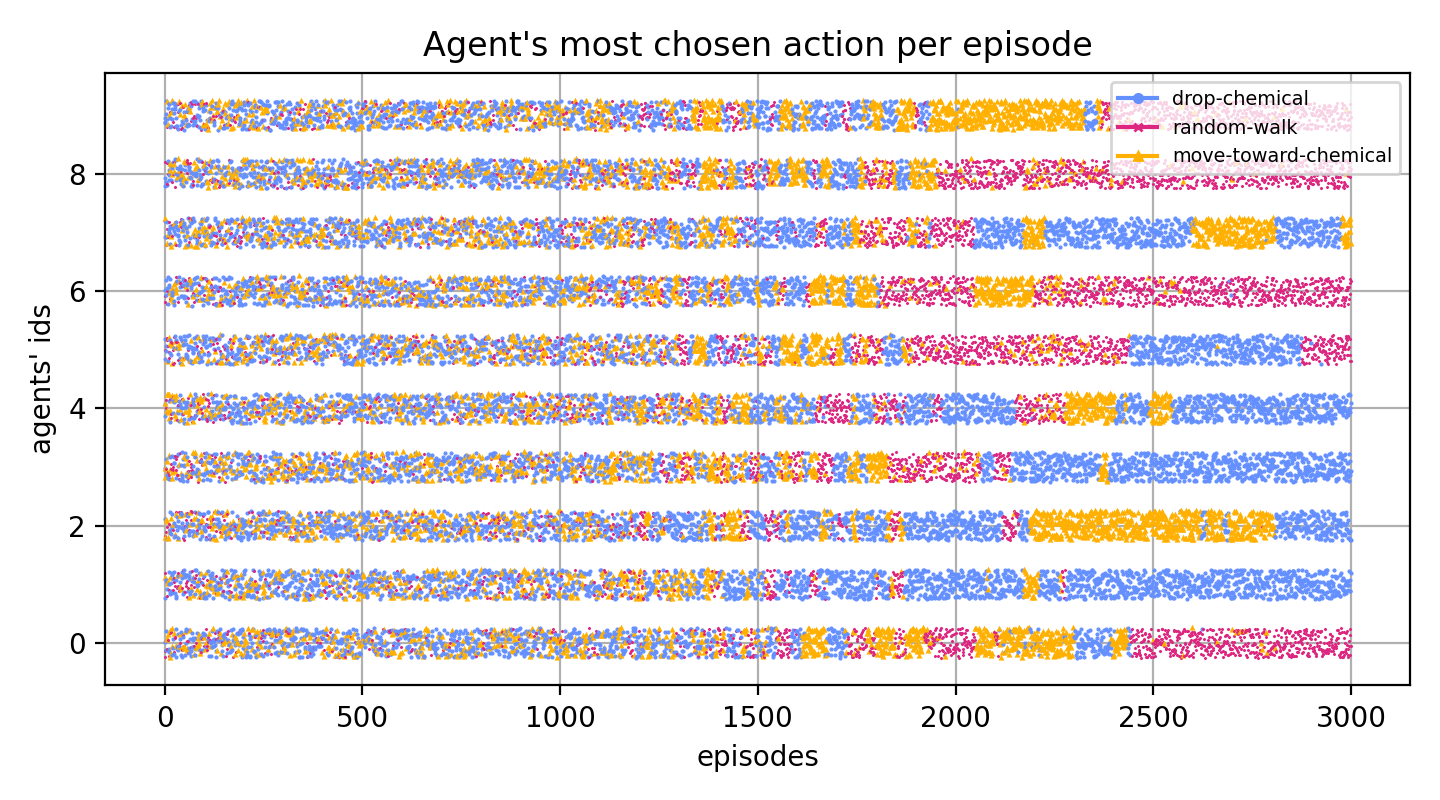 Agent's most chosen action per episode
drop-chemical
random-walk
move-toward-chemical
agents' ids
8
6
4
2
0
0 500 1000 1500 2000 2500 3000
episodes